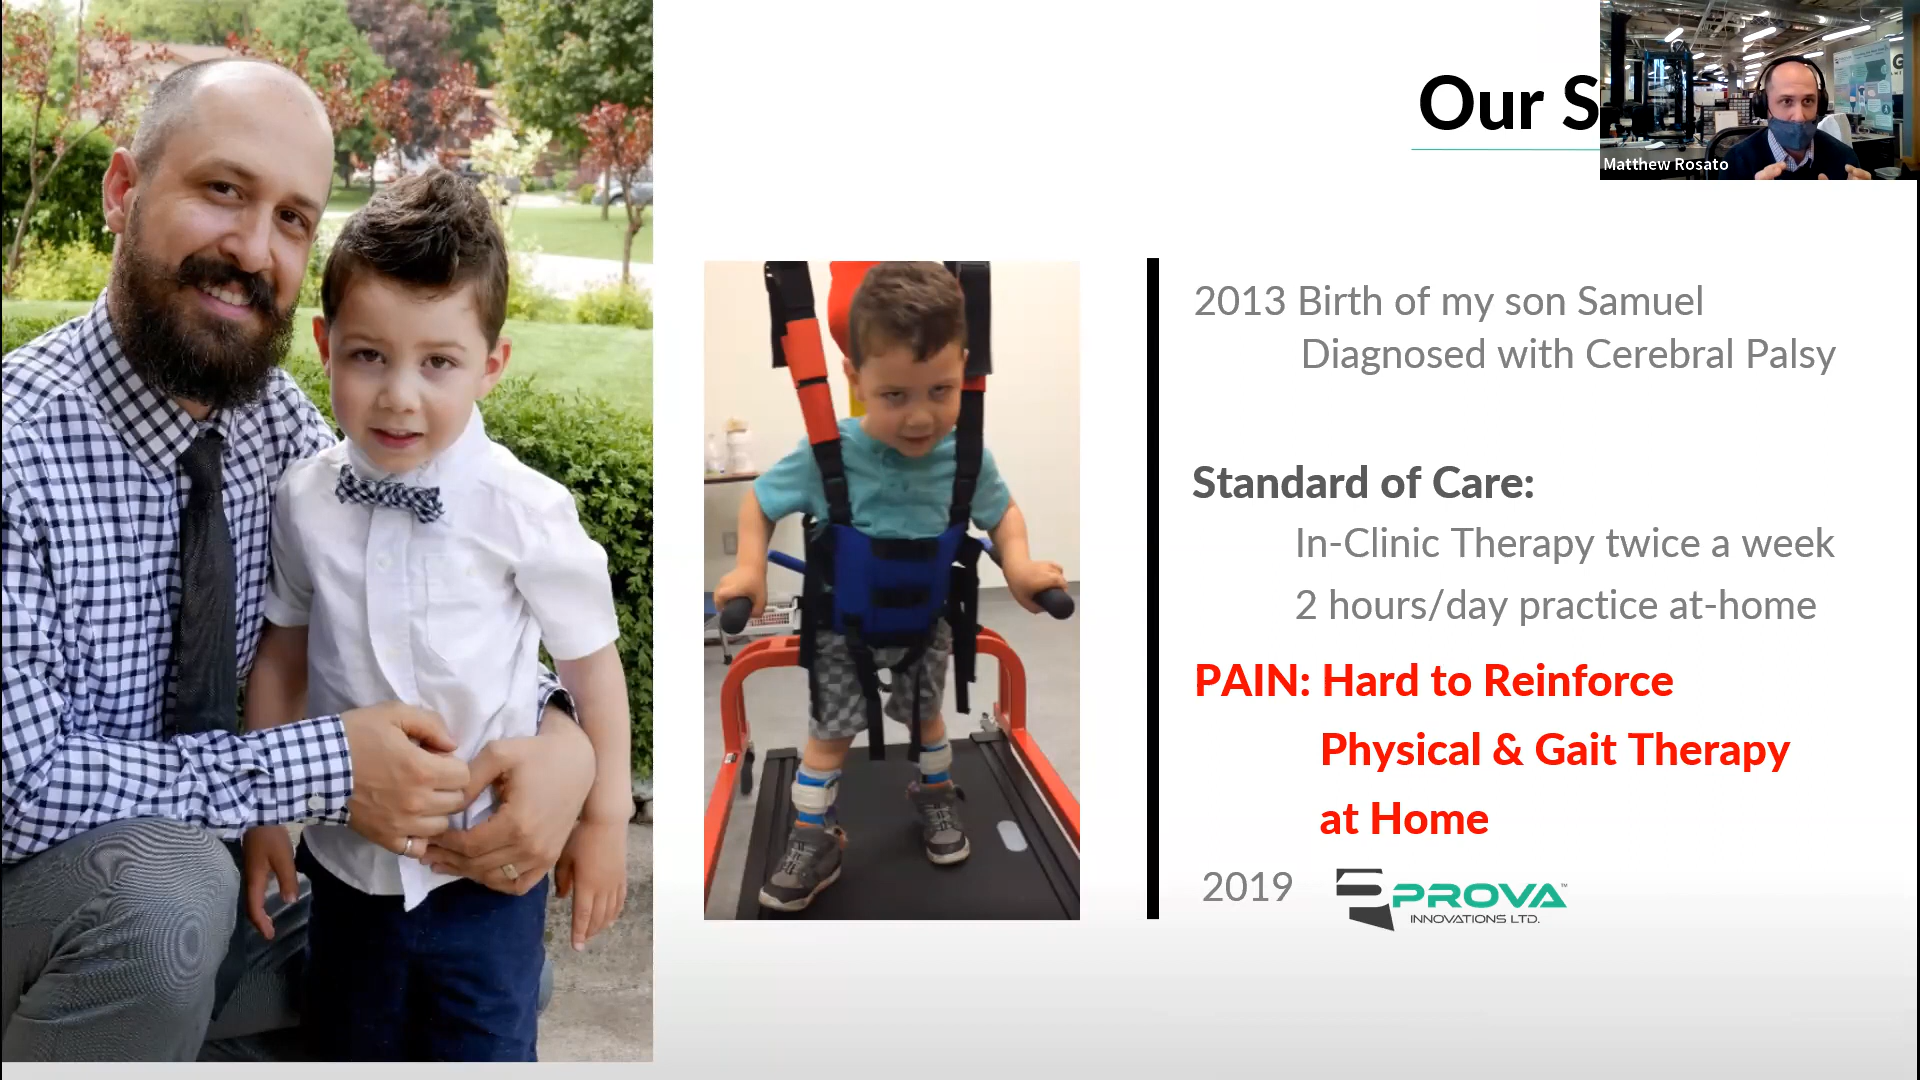 Our S
Matthew Rosato
2013 Birth of my son Samuel
Diagnosed with Cerebral Palsy
Standard of Care:
In-Clinic Therapy twice a week
2 hours/day practice at-home
PAIN: Hard to Reinforce
Physical & Gait Therapy
at Home
2019
PROVA™
INNOVATIONS LTD.